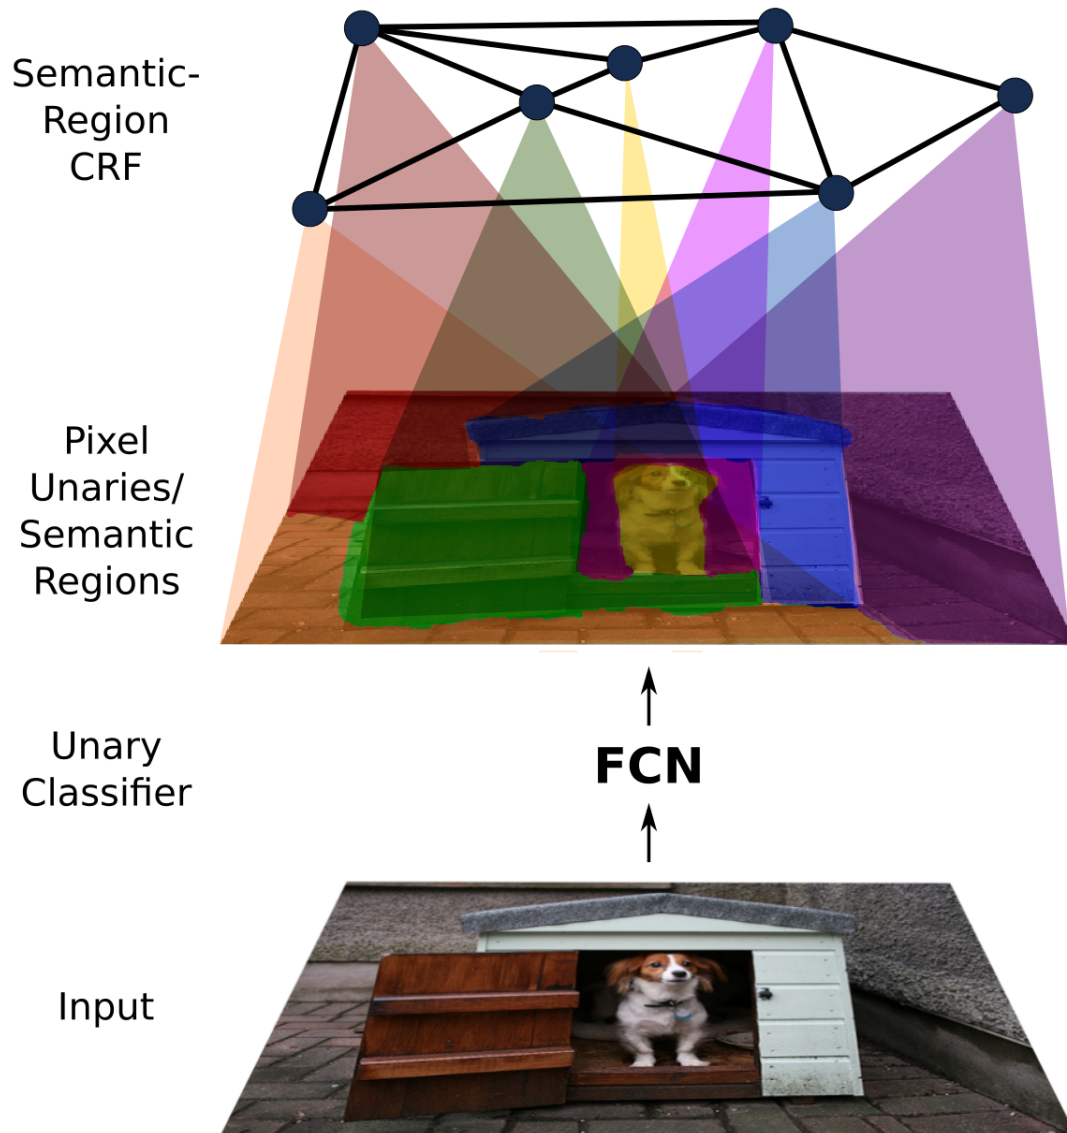 Semantic-
Region
CRF
Pixel
Unaries/
Semantic
Regions
Unary
Classifier
FCN
Input